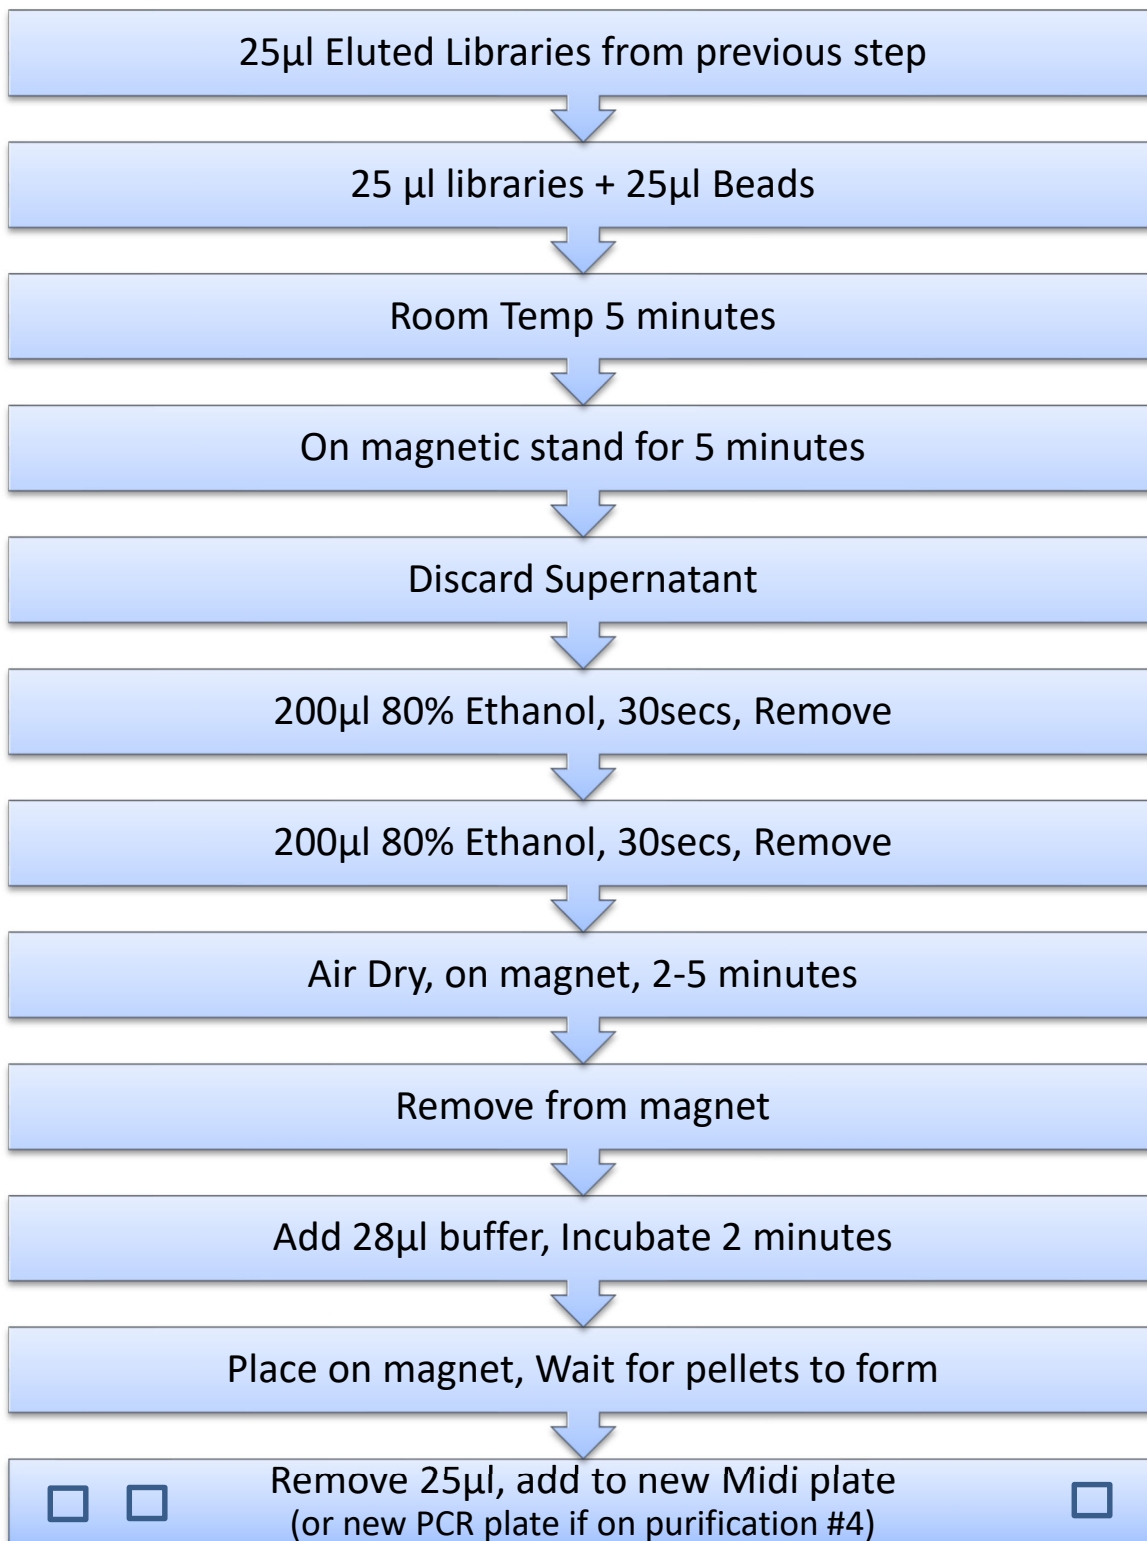 25µl Eluted Libraries from previous step
25 µl libraries + 25µl Beads
Room Temp 5 minutes
On magnetic stand for 5 minutes
Discard Supernatant
200µl 80% Ethanol, 30secs, Remove
200µl 80% Ethanol, 30secs, Remove
Air Dry, on magnet, 2-5 minutes
Remove from magnet
Add 28µl buffer, Incubate 2 minutes
Place on magnet, Wait for pellets to form
Remove 25µl, add to new Midi plate
(or new PCR plate if on purification #4)